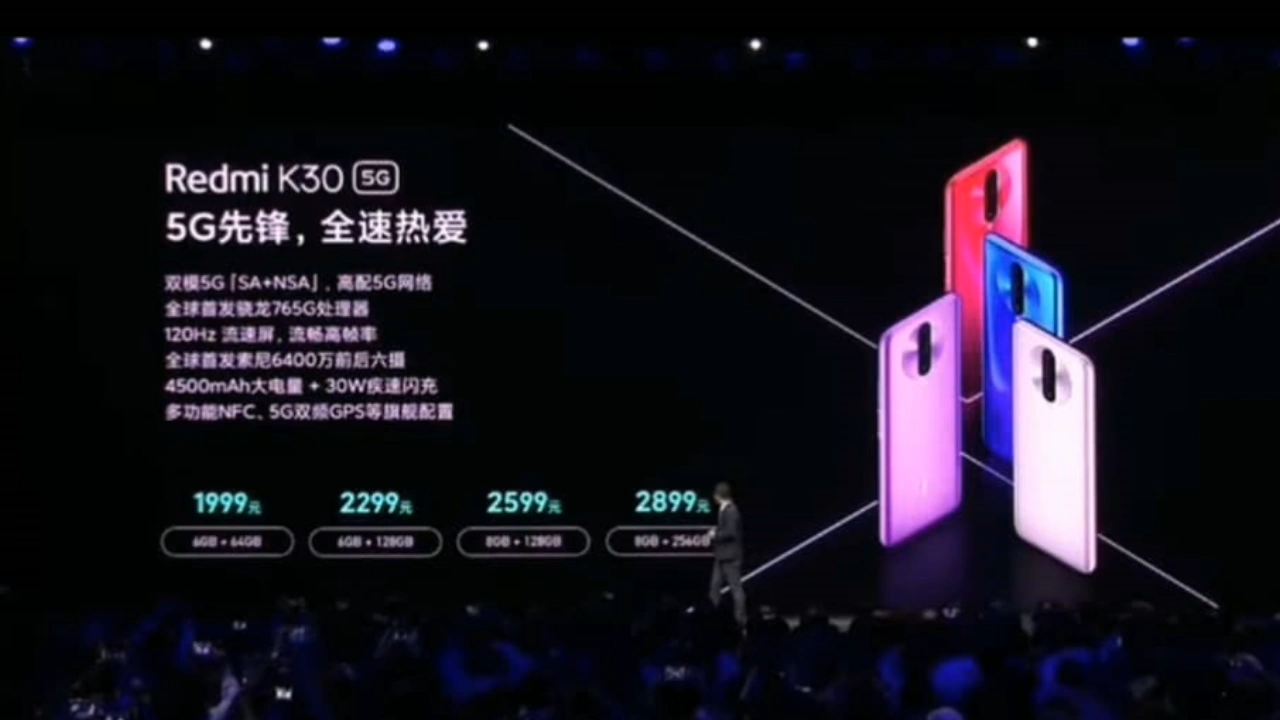 Redmi K30 5G
5G先锋，全速热爱
双模5G「SA+NSA」，高配5G网络
全球首发骁龙765G处理器
120Hz 流速屏，流畅高帧率
全球首发索尼6400万前后六摄
4500mAh大电量 + 30W疾速闪充
多功能NFC、5G双频GPS等旗舰配置
1999元 2299元 2599元 2899元
6GB + 64GB 6GB + 128GB 8GB + 128GB 8GB + 256GB